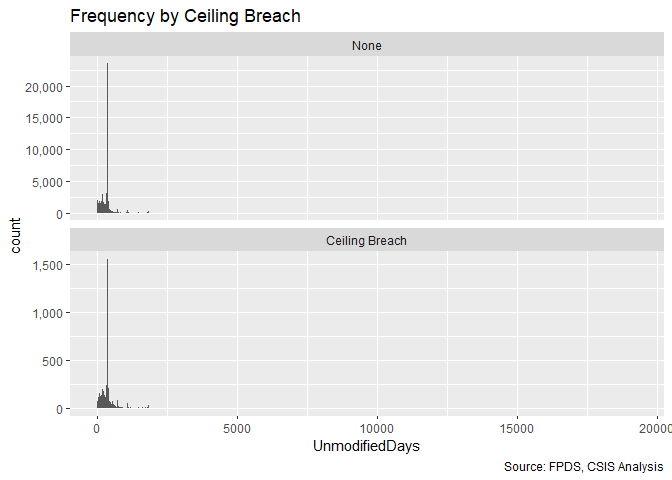 Frequency by Ceiling Breach
None
20,000
15,000
10,000
5,000
0
count
Ceiling Breach
1,500
1,000
500
0
0 5000 10000 15000 20000
UnmodifiedDays
Source: FPDS, CSIS Analysis